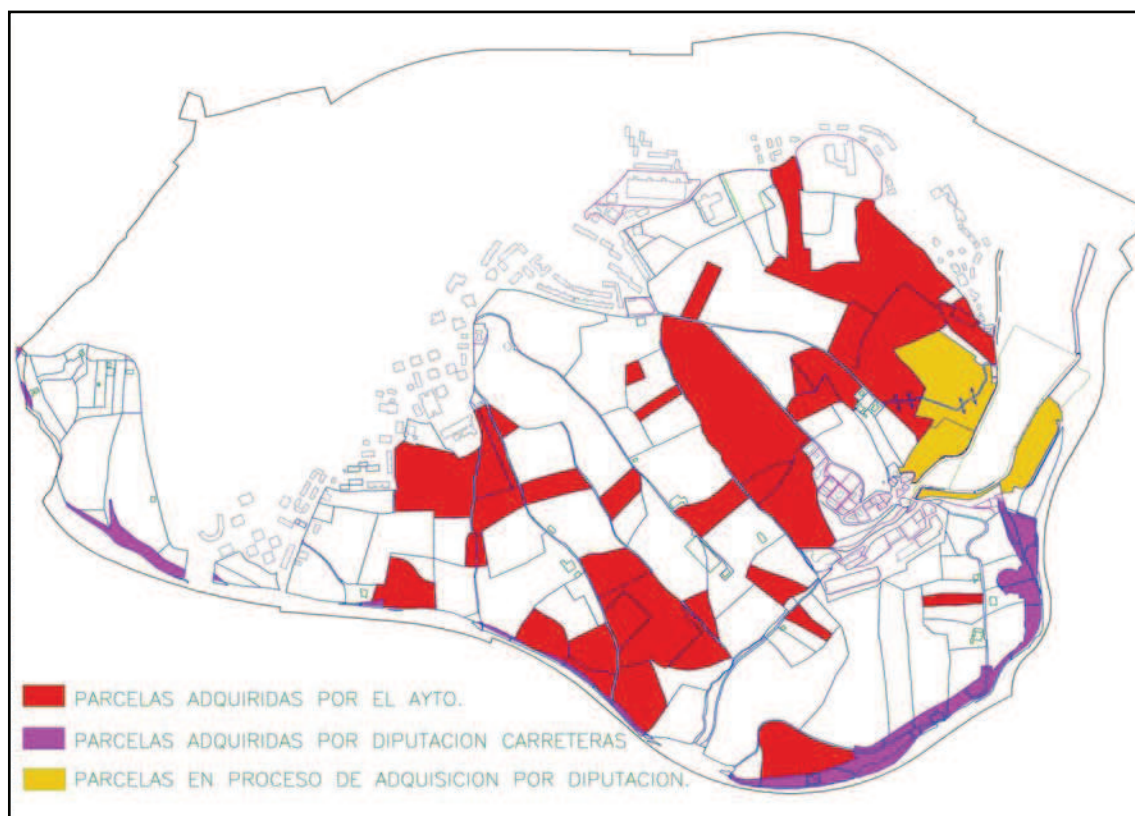 PARCELAS ADQUIRIDAS POR EL AYTO.
PARCELAS ADQUIRIDAS POR DIPUTACION CARRETERAS
PARCELAS EN PROCESO DE ADQUISICION POR DIPUTACION.